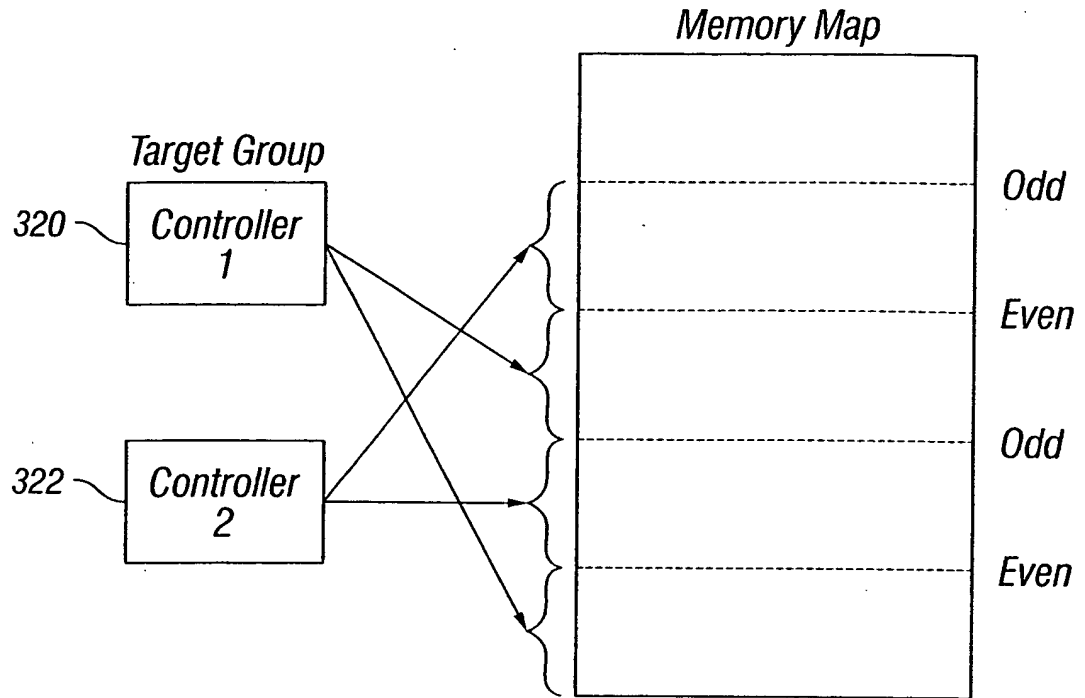 Memory Map
Target Group
320
Controller
1
322
Controller
2
Odd
Even
Odd
Even